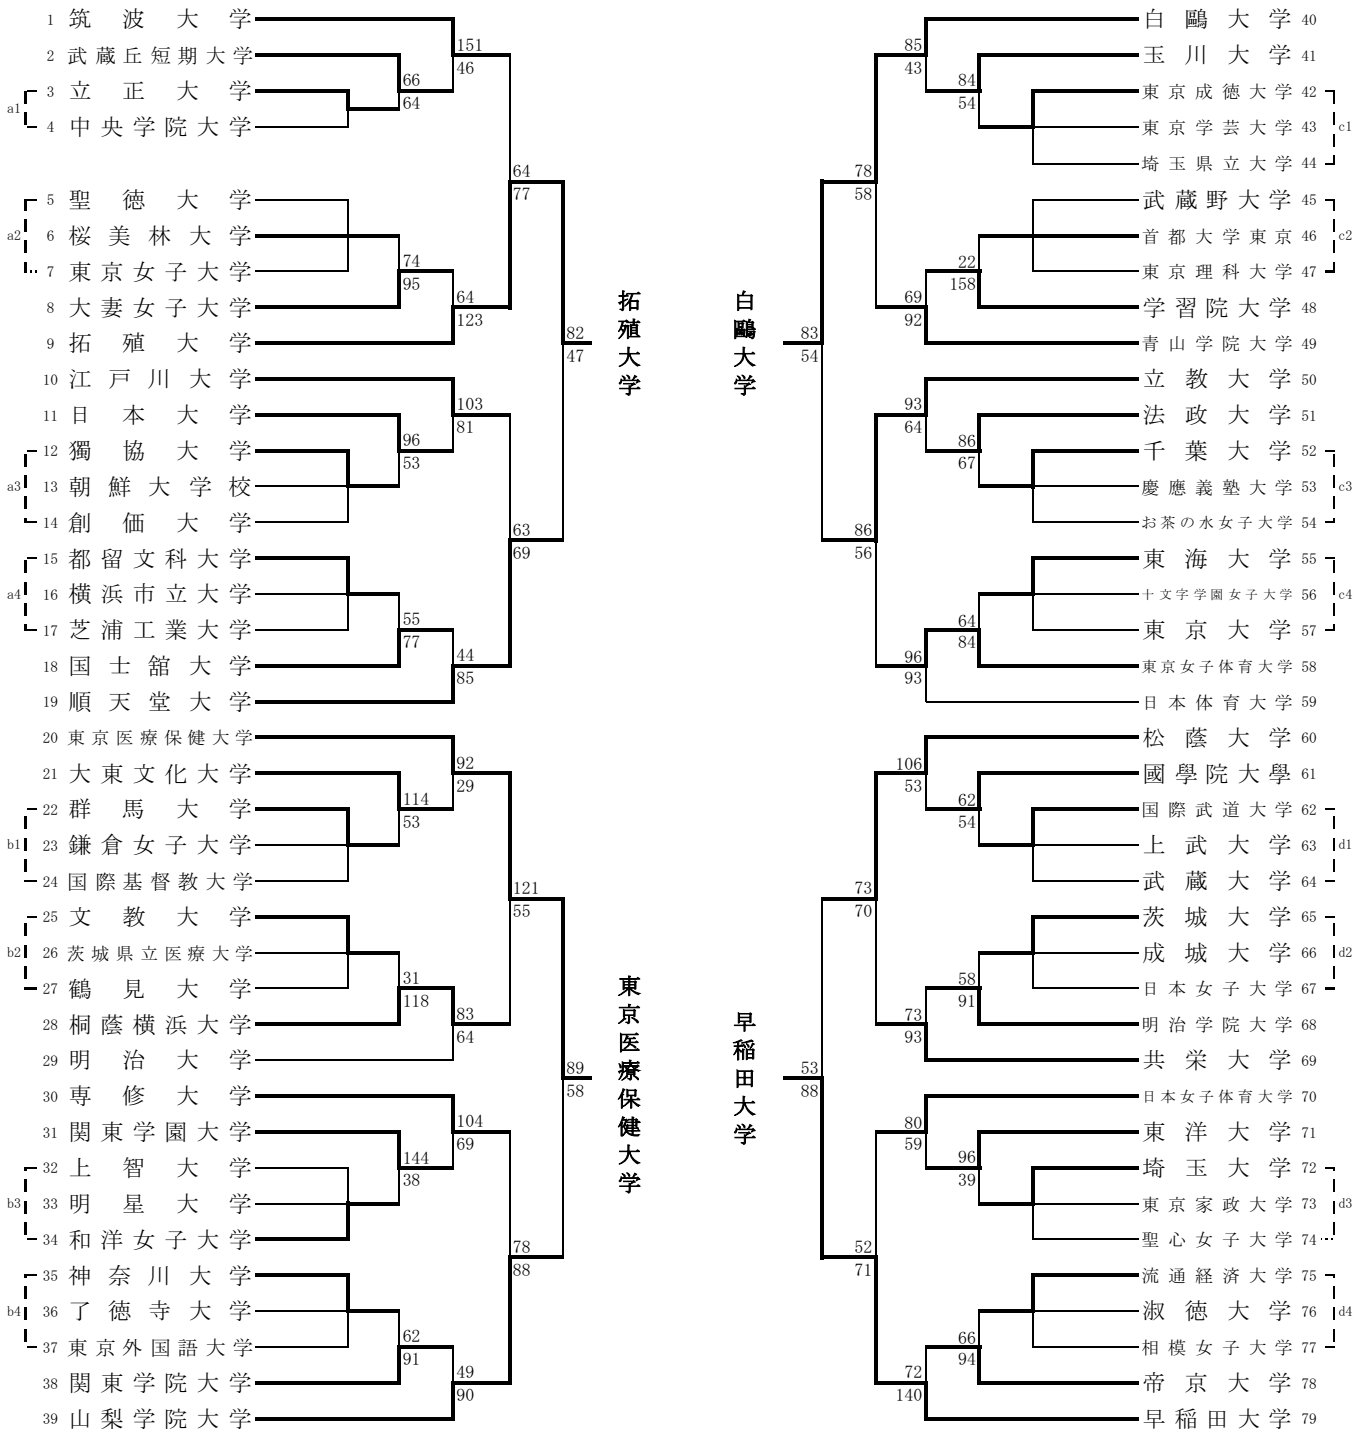 1 筑波大学
2 武蔵丘短期大学
a1
3 立正大学
4 中央学院大学
151
46
66
64
a2
5 聖徳大学
6 桜美林大学
7 東京女子大学
8 大妻女子大学
9 拓殖大学
74
95
64
123
64
77
10 江戸川大学
11 日本大学
a3
12 獨協大学
13 朝鮮大学校
14 創価大学
103
81
96
53
a4
15 都留文科大学
16 横浜市立大学
17 芝浦工業大学
18 国士舘大学
19 順天堂大学
55
77
44
85
63
69
82
47
拓殖大学
20 東京医療保健大学
21 大東文化大学
b1
22 群馬大学
23 鎌倉女子大学
24 国際基督教大学
92
29
114
53
b2
25 文教大学
26 茨城県立医療大学
27 鶴見大学
28 桐蔭横浜大学
29 明治大学
31
118
83
64
121
55
30 専修大学
31 関東学園大学
b3
32 上智大学
33 明星大学
34 和洋女子大学
104
69
144
38
b4
35 神奈川大学
36 了徳寺大学
37 東京外国語大学
38 関東学院大学
39 山梨学院大学
62
91
49
90
78
88
89
58
東京医療保健大学
白鷗大学 40
玉川大学 41
東京成徳大学 42
東京学芸大学 43
埼玉県立大学 44
c1
85
43
84
54
武蔵野大学 45
首都大学東京 46
東京理科大学 47
c2
学習院大学 48
青山学院大学 49
22
158
69
92
78
58
立教大学 50
法政大学 51
千葉大学 52
慶應義塾大学 53
お茶の水女子大学 54
c3
93
64
86
67
東海大学 55
十文字学園女子大学 56
東京大学 57
c4
東京女子体育大学 58
日本体育大学 59
64
84
96
93
86
56
83
54
白鷗大学
松蔭大学 60
國學院大學 61
国際武道大学 62
上武大学 63
武蔵大学 64
d1
106
53
62
54
茨城大学 65
成城大学 66
日本女子大学 67
d2
明治学院大学 68
共栄大学 69
58
91
73
93
73
70
日本女子体育大学 70
東洋大学 71
埼玉大学 72
東京家政大学 73
聖心女子大学 74
d3
80
59
96
39
流通経済大学 75
淑徳大学 76
相模女子大学 77
d4
帝京大学 78
早稲田大学 79
66
94
72
140
52
71
53
88
早稲田大学